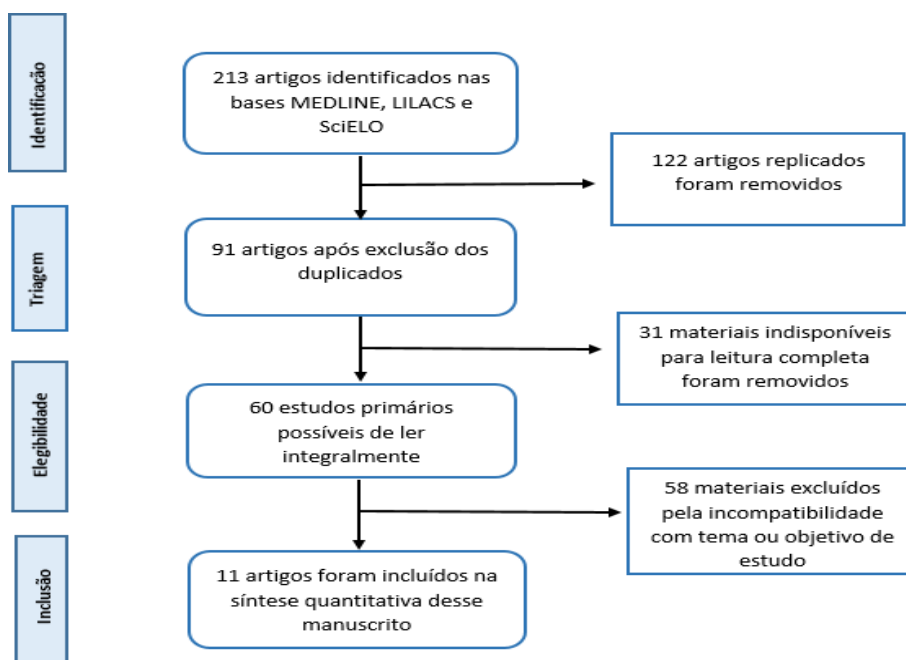 Identificação
213 artigos identificados nas
bases MEDLINE, LILACS e
SciELO
122 artigos replicados
foram removidos
Triagem
91 artigos após exclusão dos
duplicados
31 materiais indisponíveis
para leitura completa
foram removidos
Elegibilidade
60 estudos primários
possíveis de ler
integralmente
58 materiais excluídos
pela incompatibilidade
com tema ou objetivo de
estudo
Inclusão
11 artigos foram incluídos na
síntese quantitativa desse
manuscrito